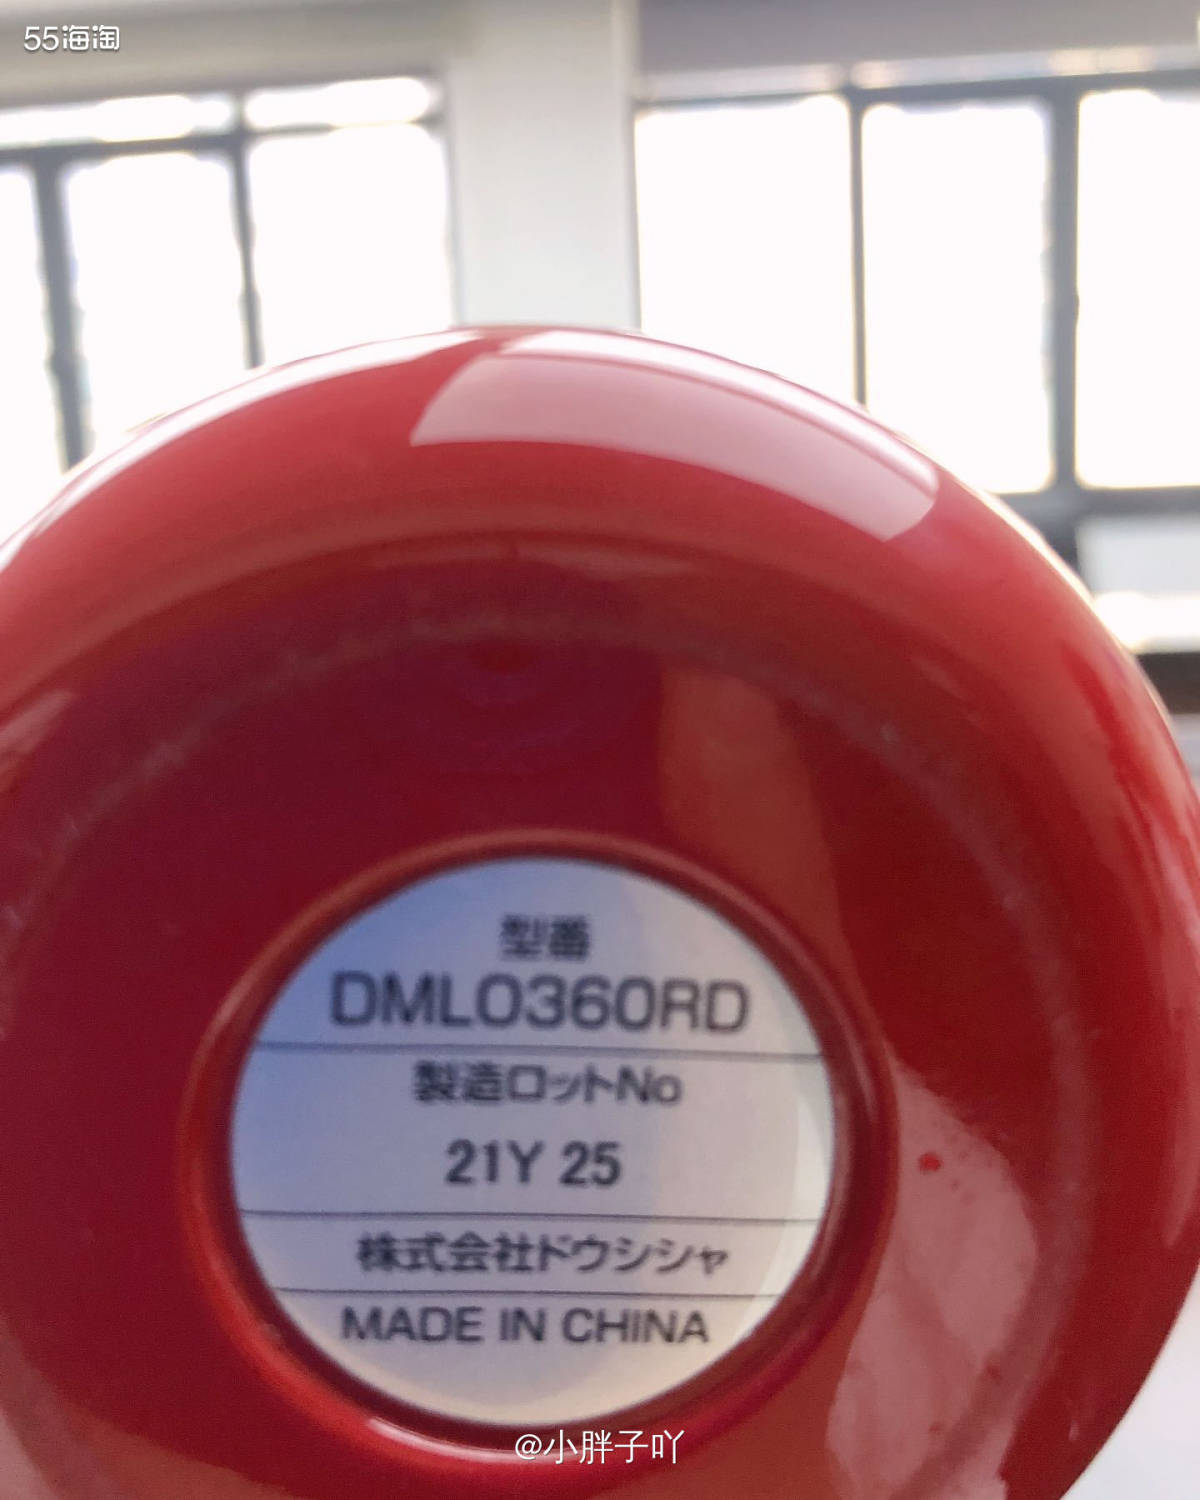 55海淘
型番
DMLO360RD
製造ロットNo
21Y 25
株式会社ドウシシャ
MADE IN CHINA
@小胖子吖